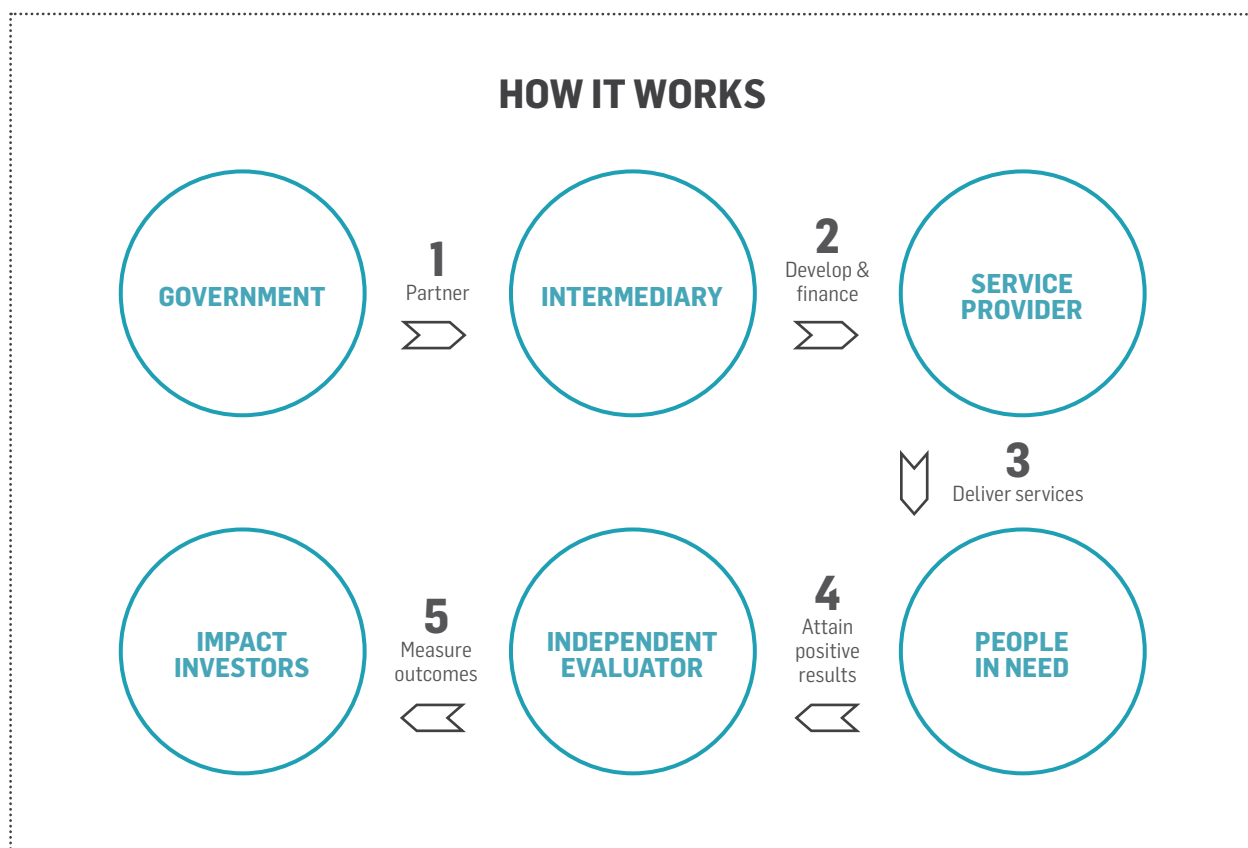 HOW IT WORKS
GOVERNMENT
1
Partner
INTERMEDIARY
2
Develop &
finance
SERVICE
PROVIDER
3
Deliver services
PEOPLE
IN NEED
4
Attain
positive
results
INDEPENDENT
EVALUATOR
5
Measure
outcomes
IMPACT
INVESTORS